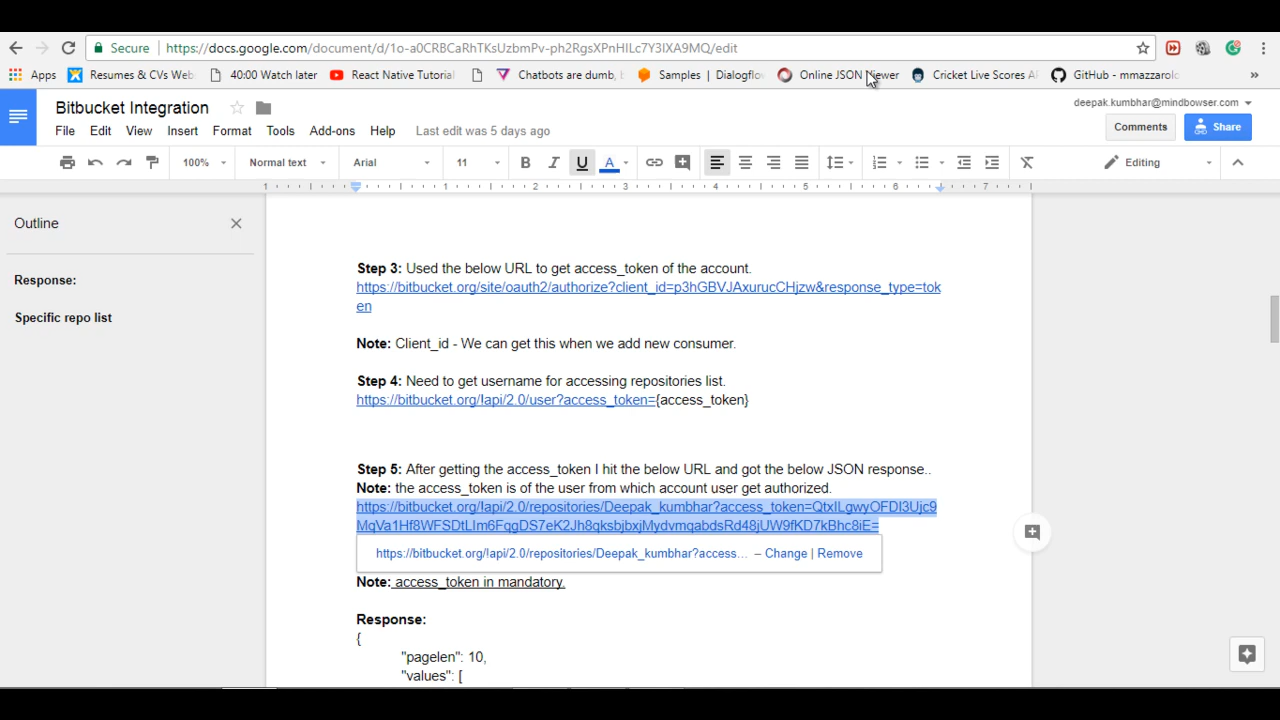 Secure https://docs.google.com/document/d/1o-a0CRBCaRhTKsUzbmPv-ph2RgsXPnHILc7Y3IXA9MQ/edit
Apps Resumes & CVs Web 40:00 Watch later React Native Tutorial Chatbots are dumb, Samples | Dialogflo Online JSON Viewer Cricket Live Scores GitHub - mmazzarolo »
Bitbucket Integration
deepak.kumbhar@mindbowser.com
File Edit View Insert Format Tools Add-ons Help Last edit was 5 days ago
Comments Share
100% Normal text Arial 11 B I U A Editing
1 1 2 3 4 5 6 7
Outline
Response:
Specific repo list
Step 3: Used the below URL to get access_token of the account.
https://bitbucket.org/site/oauth2/authorize?client_id=p3hGBVJAxurucCHjzw&response_type=tok
en
Note: Client_id - We can get this when we add new consumer.
Step 4: Need to get username for accessing repositories list.
https://bitbucket.org/!api/2.0/user?access_token={access_token}
Step 5: After getting the access_token I hit the below URL and got the below JSON response..
Note: the access_token is of the user from which account user get authorized.
https://bitbucket.org/!api/2.0/repositories/Deepak_kumbhar?access_token=QtxILgwyOFDI3Ujc9
MqVa1Hf8WFSDtLIm6FqgDS7eK2Jh8qksbjbxjMydvmqabdsRd48jUW9fKD7kBhc8iE=
https://bitbucket.org/!api/2.0/repositories/Deepak_kumbhar?access... – Change | Remove
Note: access_token in mandatory.
Response:
{
"pagelen": 10,
"values": [